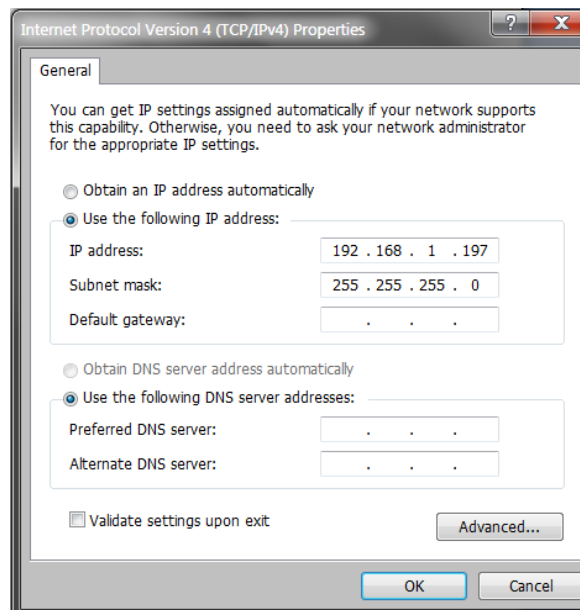 Internet Protocol Version 4 (TCP/IPv4) Properties
General
You can get IP settings assigned automatically if your network supports
this capability. Otherwise, you need to ask your network administrator
for the appropriate IP settings.
Obtain an IP address automatically
Use the following IP address:
IP address: 192 . 168 . 1 . 197
Subnet mask: 255 . 255 . 255 . 0
Default gateway: . . .
Obtain DNS server address automatically
Use the following DNS server addresses:
Preferred DNS server: . . .
Alternate DNS server: . . .
Validate settings upon exit
Advanced...
OK Cancel